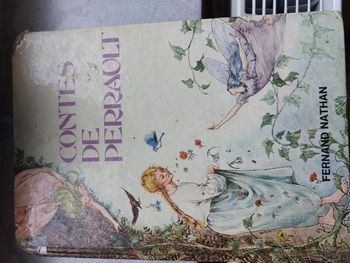 CONTES
DE
PERRAULT
FERNAND NATHAN